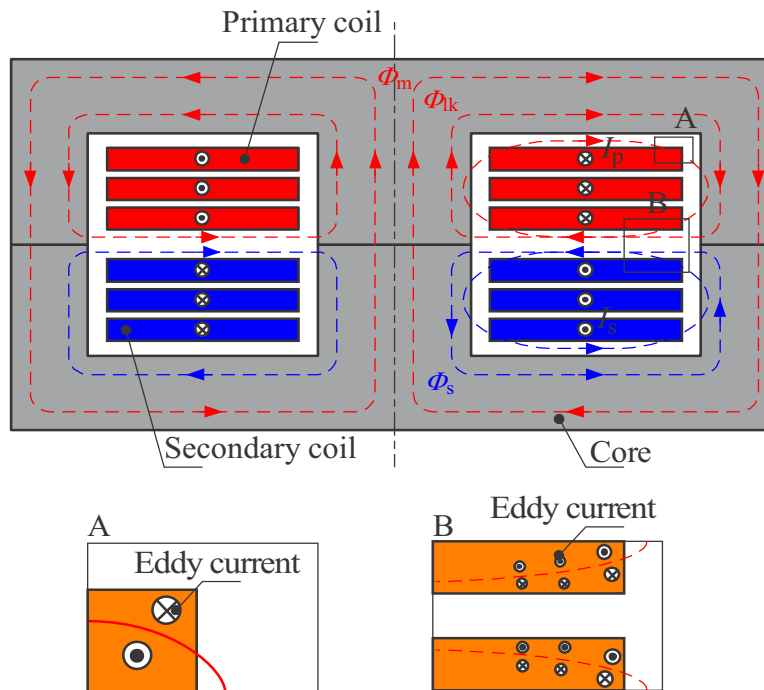 Primary coil
Φm
Φlk
A
Ip
B
Is
Φs
Secondary coil
Core
A
Eddy current
B
Eddy current